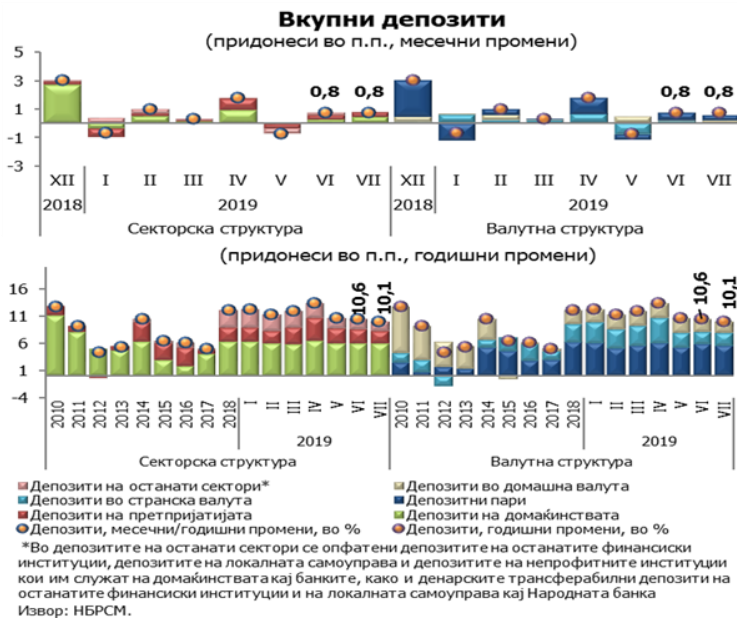 Вкупни депозити
(придонеси во п.п., месечни промени)
5
3
1
-1
-3
0,8 0,8 0,8 0,8
XII I II III IV V VI VII XII I II III IV V VI VII
2018 2019 2018 2019
Секторска структура Валутна структура
(придонеси во п.п., годишни промени)
16
11
6
1
-4
10,6 10,1 10,6 10,1
2010 2011 2012 2013 2014 2015 2016 2017 2018 I II III IV V VI VII 2010 2011 2012 2013 2014 2015 2016 2017 2018 I II III IV V VI VII
2019 2019
Секторска структура Валутна структура
Депозити на останати сектори* Депозити во домашна валута
Депозити во странска валута Депозитни пари
Депозити на претпријатијата Депозити на домаќинствата
Депозити, месечни/годишни промени, во % Депозити, годишни промени, во %
*Во депозитите на останати сектори се опфатени депозитите на останатите финансиски
институции, депозитите на локалната самоуправа и депозитите на непрофитните институции
кои им служат на домаќинствата кај банките, како и денарските трансферабилни депозити на
останатите финансиски институции и на локалната самоуправа кај Народната банка
Извор: НБРСМ.